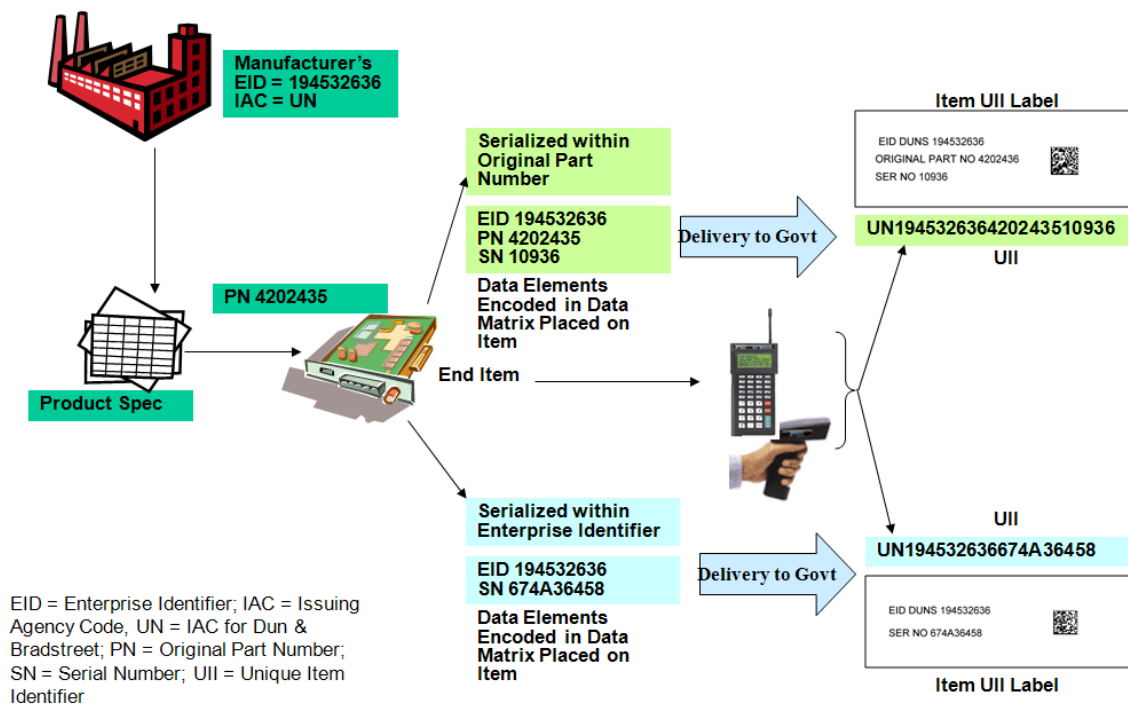 Manufacturer's
EID = 194532636
IAC = UN
Item UII Label
EID DUNS 194532636
ORIGINAL PART NO 4202436
SER NO 10936
Serialized within
Original Part
Number
EID 194532636
PN 4202435
SN 10936
Delivery to Govt
UN194532636420243510936
UII
Data Elements
Encoded in Data
Matrix Placed on
Item
PN 4202435
End Item
Product Spec
Serialized within
Enterprise Identifier
EID 194532636
SN 674A36458
Delivery to Govt
UII
UN194532636674A36458
Data Elements
Encoded in Data
Matrix Placed on
Item
EID DUNS 194532636
SER NO 674A36458
Item UII Label
EID = Enterprise Identifier; IAC = Issuing
Agency Code, UN = IAC for Dun &
Bradstreet; PN = Original Part Number;
SN = Serial Number; UII = Unique Item
Identifier